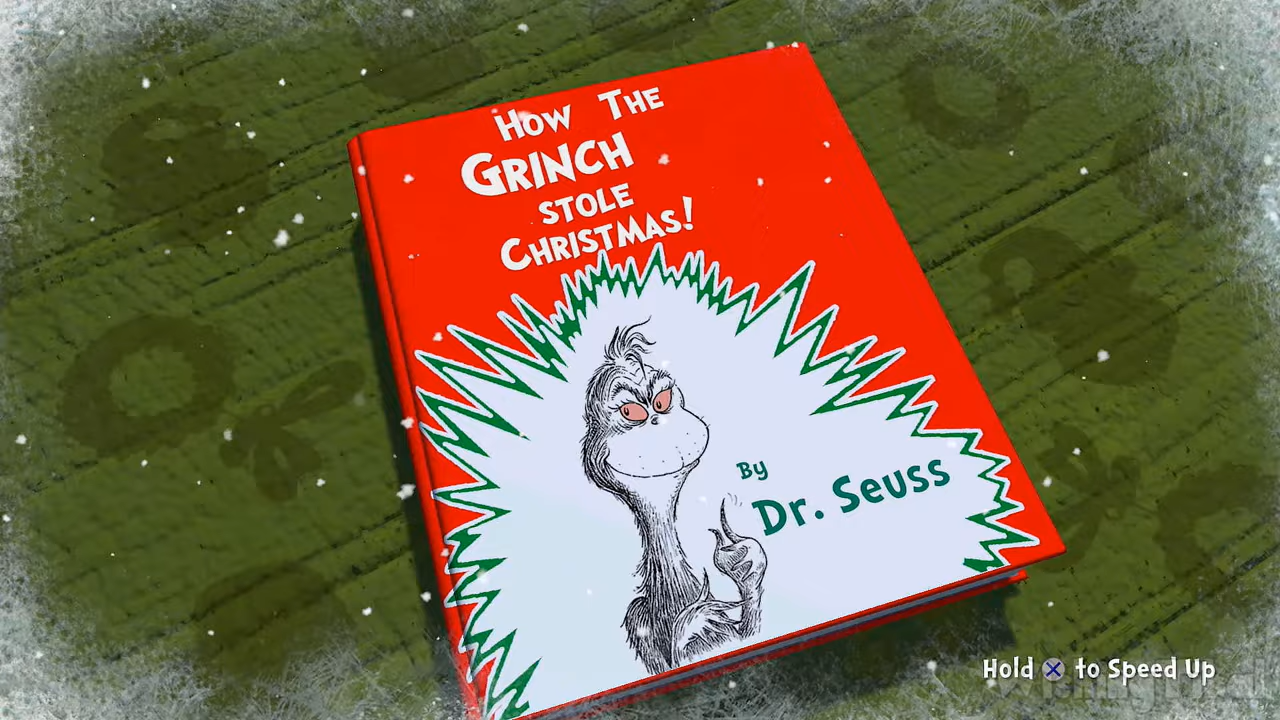 How The
Grinch
stole
Christmas!
By
Dr. Seuss
Hold ⓧ to Speed Up